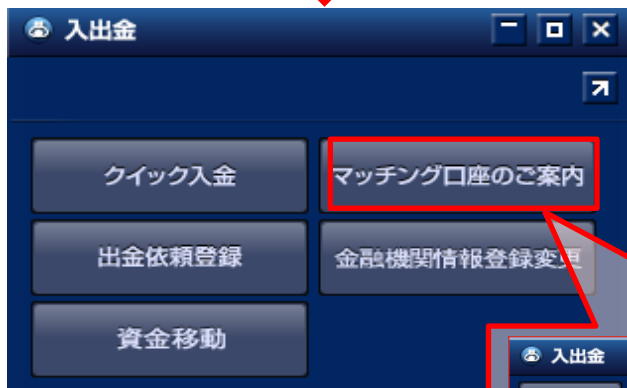 入出金
クイック入金
マッチング口座のご案内
出金依頼登録
金融機関情報登録変更
資金移動
入出金